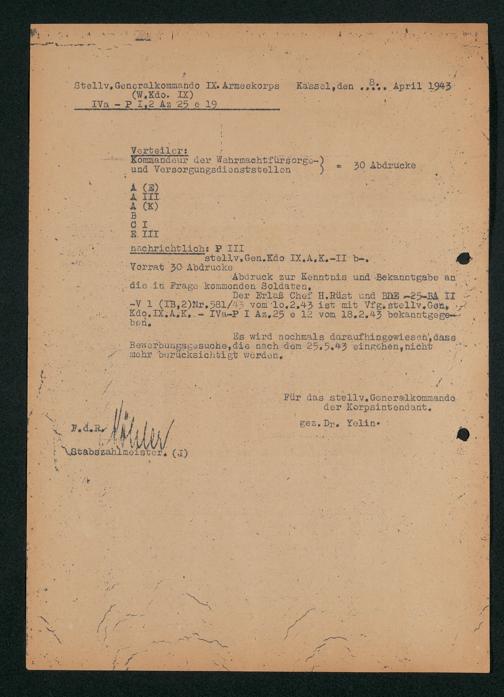 Stellv.Generalkommando IX.Armeekorps Kassel,den 8. April 1943
(W.Kdo. IX)
IVa - P I,2 Az 25 e 19
Verteiler:
Kommandeur der Wehrmachtfürsorge-)
und Versorgungsdienststellen ) = 30 Abdrucke
A (E)
A III
A (K)
B
C I
E III
nachrichtlich: P III
stellv.Gen.Kdo IX.A.K.-II b-.
Vorrat 30 Abdrucke
Abdruck zur Kenntnis und Bekanntgabe an
die in Frage kommenden Soldaten.
Der Erlaß Chef H.Rüst und BDE -25-BA II
-V 1 (IB,2)Nr.581/43 vom 10.2.43 ist mit Vfg.stellv.Gen.
Kdo.IX.A.K. - IVa-P I Az.25 e 12 vom 18.2.43 bekanntgege-
ben.
Es wird nochmals daraufhingewiesen,dass
Bewerbungsgesuche,die nach dem 25.5.43 eingehen,nicht
mehr berücksichtigt werden.
Für das stellv.Generalkommando
der Korpsintendant.
gez.Dr. Yelin.
F.d.R.
Stabszahlmeister. (J)